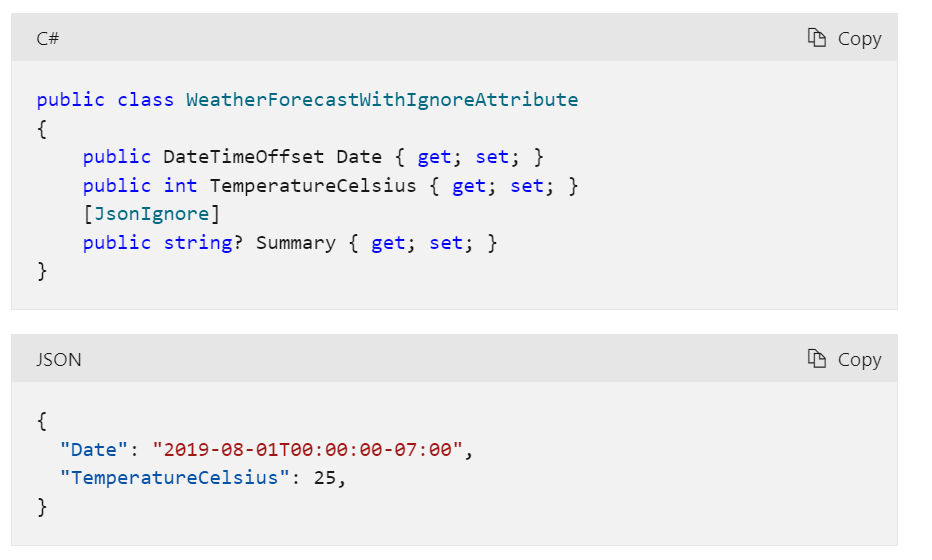 C#
Copy
public class WeatherForecastWithIgnoreAttribute
{
    public DateTimeOffset Date { get; set; }
    public int TemperatureCelsius { get; set; }
    [JsonIgnore]
    public string? Summary { get; set; }
}
JSON
Copy
{
  "Date": "2019-08-01T00:00:00-07:00",
  "TemperatureCelsius": 25,
}